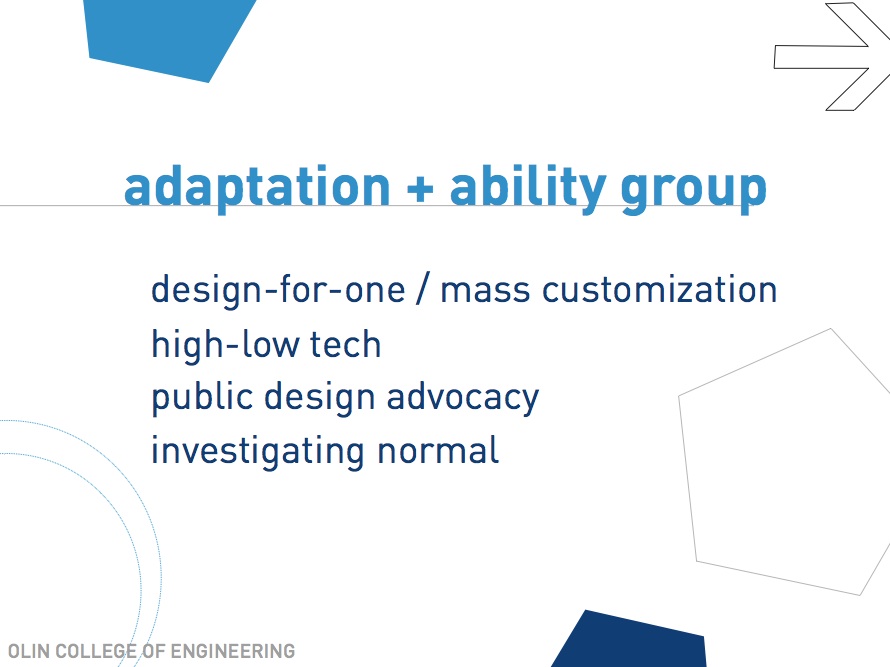 adaptation + ability group
design-for-one / mass customization
high-low tech
public design advocacy
investigating normal
OLIN COLLEGE OF ENGINEERING